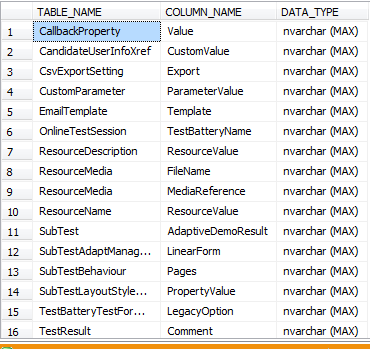 TABLE_NAME COLUMN_NAME DATA_TYPE
1 CallbackProperty Value nvarchar (MAX)
2 CandidateUserInfoXref CustomValue nvarchar (MAX)
3 CsvExportSetting Export nvarchar (MAX)
4 CustomParameter ParameterValue nvarchar (MAX)
5 EmailTemplate Template nvarchar (MAX)
6 OnlineTestSession TestBatteryName nvarchar (MAX)
7 ResourceDescription ResourceValue nvarchar (MAX)
8 ResourceMedia FileName nvarchar (MAX)
9 ResourceMedia MediaReference nvarchar (MAX)
10 ResourceName ResourceValue nvarchar (MAX)
11 SubTest AdaptiveDemoResult nvarchar (MAX)
12 SubTestAdaptManag... LinearForm nvarchar (MAX)
13 SubTestBehaviour Pages nvarchar (MAX)
14 SubTestLayoutStyle... PropertyValue nvarchar (MAX)
15 TestBatteryTestFor... LegacyOption nvarchar (MAX)
16 TestResult Comment nvarchar (MAX)